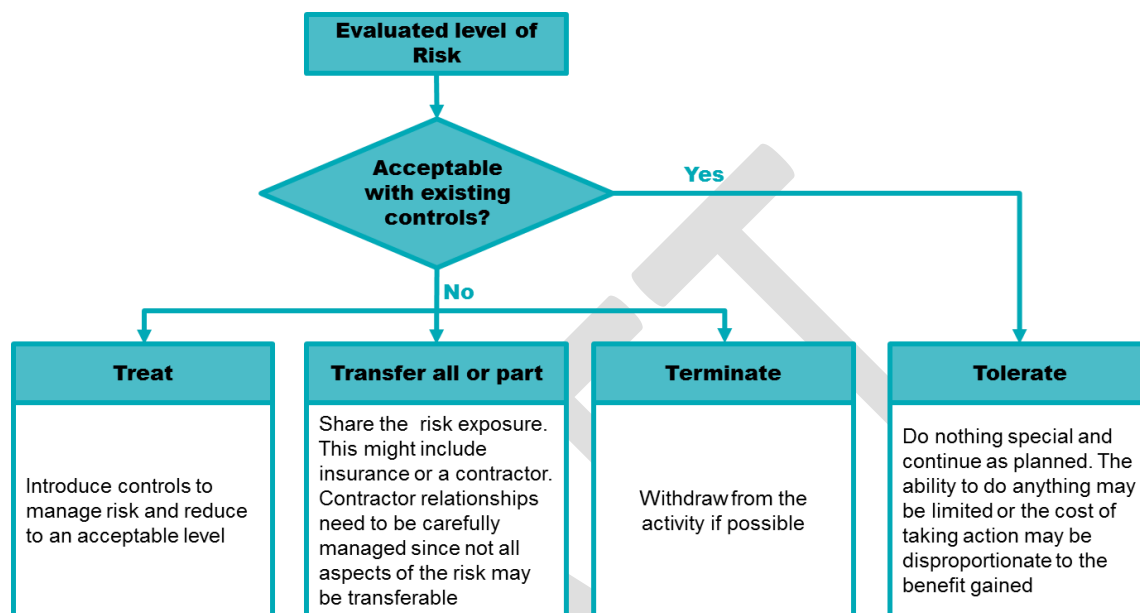 Evaluated level of
Risk
Acceptable
with existing
controls?
Yes
No
Treat
Introduce controls to
manage risk and reduce
to an acceptable level
Transfer all or part
Share the risk exposure.
This might include
insurance or a contractor.
Contractor relationships
need to be carefully
managed since not all
aspects of the risk may
be transferable
Terminate
Withdraw from the
activity if possible
Tolerate
Do nothing special and
continue as planned. The
ability to do anything may
be limited or the cost of
taking action may be
disproportionate to the
benefit gained